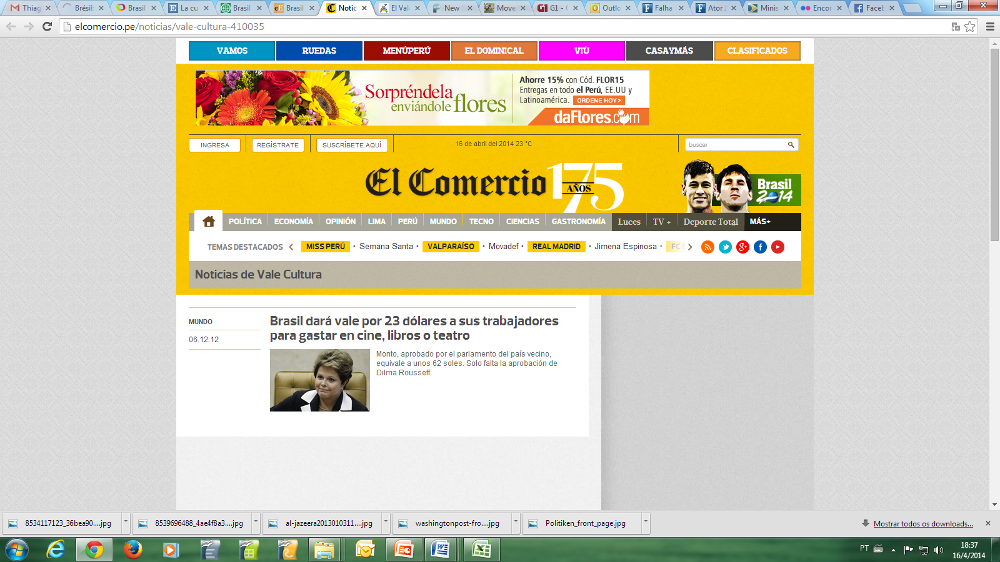 Thiag
Brésil
Brasil
La cu
Brasil
Brasil
Notic
El Val
New
Move
G1 - C
Outlo
Falha
Ator J
Minis
Encor
Faceb
elcomercio.pe/noticias/vale-cultura-410035
VAMOS
RUEDAS
MENÚPERÚ
EL DOMINICAL
VIÙ
CASAYMÁS
CLASIFICADOS
Sorpréndela
enviándole flores
Ahorre 15% con Cód. FLOR15
Entregas en todo el Perú, EE.UU y
Latinoamérica. ORDENE HOY >
daFlores.com
INGRESA
REGÍSTRATE
SUSCRÍBETE AQUÍ
16 de abril del 2014 23 °C
buscar
El Comercio 175
AÑOS
Brasil
2014
POLÍTICA
ECONOMÍA
OPINIÓN
LIMA
PERÚ
MUNDO
TECNO
CIENCIAS
GASTRONOMÍA
Luces
TV +
Deporte Total
MÁS+
TEMAS DESTACADOS
MISS PERÚ • Semana Santa • VALPARAÍSO • Movadef • REAL MADRID • Jimena Espinosa • FC
Noticias de Vale Cultura
MUNDO
06.12.12
Brasil dará vale por 23 dólares a sus trabajadores
para gastar en cine, libros o teatro
Monto, aprobado por el parlamento del país vecino,
equivale a unos 62 soles. Solo falta la aprobación de
Dilma Rousseff
8534117123_36bea90....jpg
8539696488_4ae4f8a3....jpg
al-jazeera2013010311....jpg
washingtonpost-fro....jpg
Politiken_front_page.jpg
Mostrar todos os downloads...
PT
18:37
16/4/2014